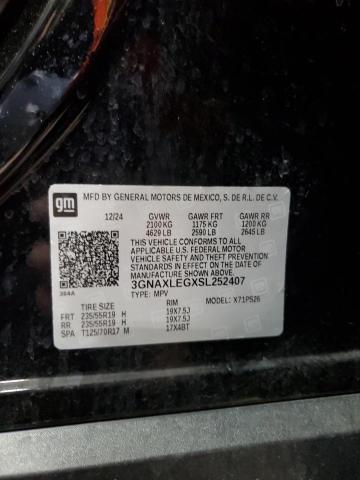 gm MFD BY GENERAL MOTORS DE MEXICO, S. DE R.L. DE C.V.
12/24 GVWR GAWR FRT GAWR RR
2100 KG 1175 KG 1200 KG
4629 LB 2590 LB 2645 LB
THIS VEHICLE CONFORMS TO ALL
APPLICABLE U.S. FEDERAL MOTOR
VEHICLE SAFETY AND THEFT
PREVENTION STANDARDS IN EFFECT
ON THE DATE OF MANUFACTURE
SHOWN ABOVE.
3GNAXLEGXSL252407
364A TYPE: MPV MODEL: X71PS26
TIRE SIZE RIM
FRT 235/55R19 H 19X7.5J
RR 235/55R19 H 19X7.5J
SPA T125/70R17 M 17X4BT